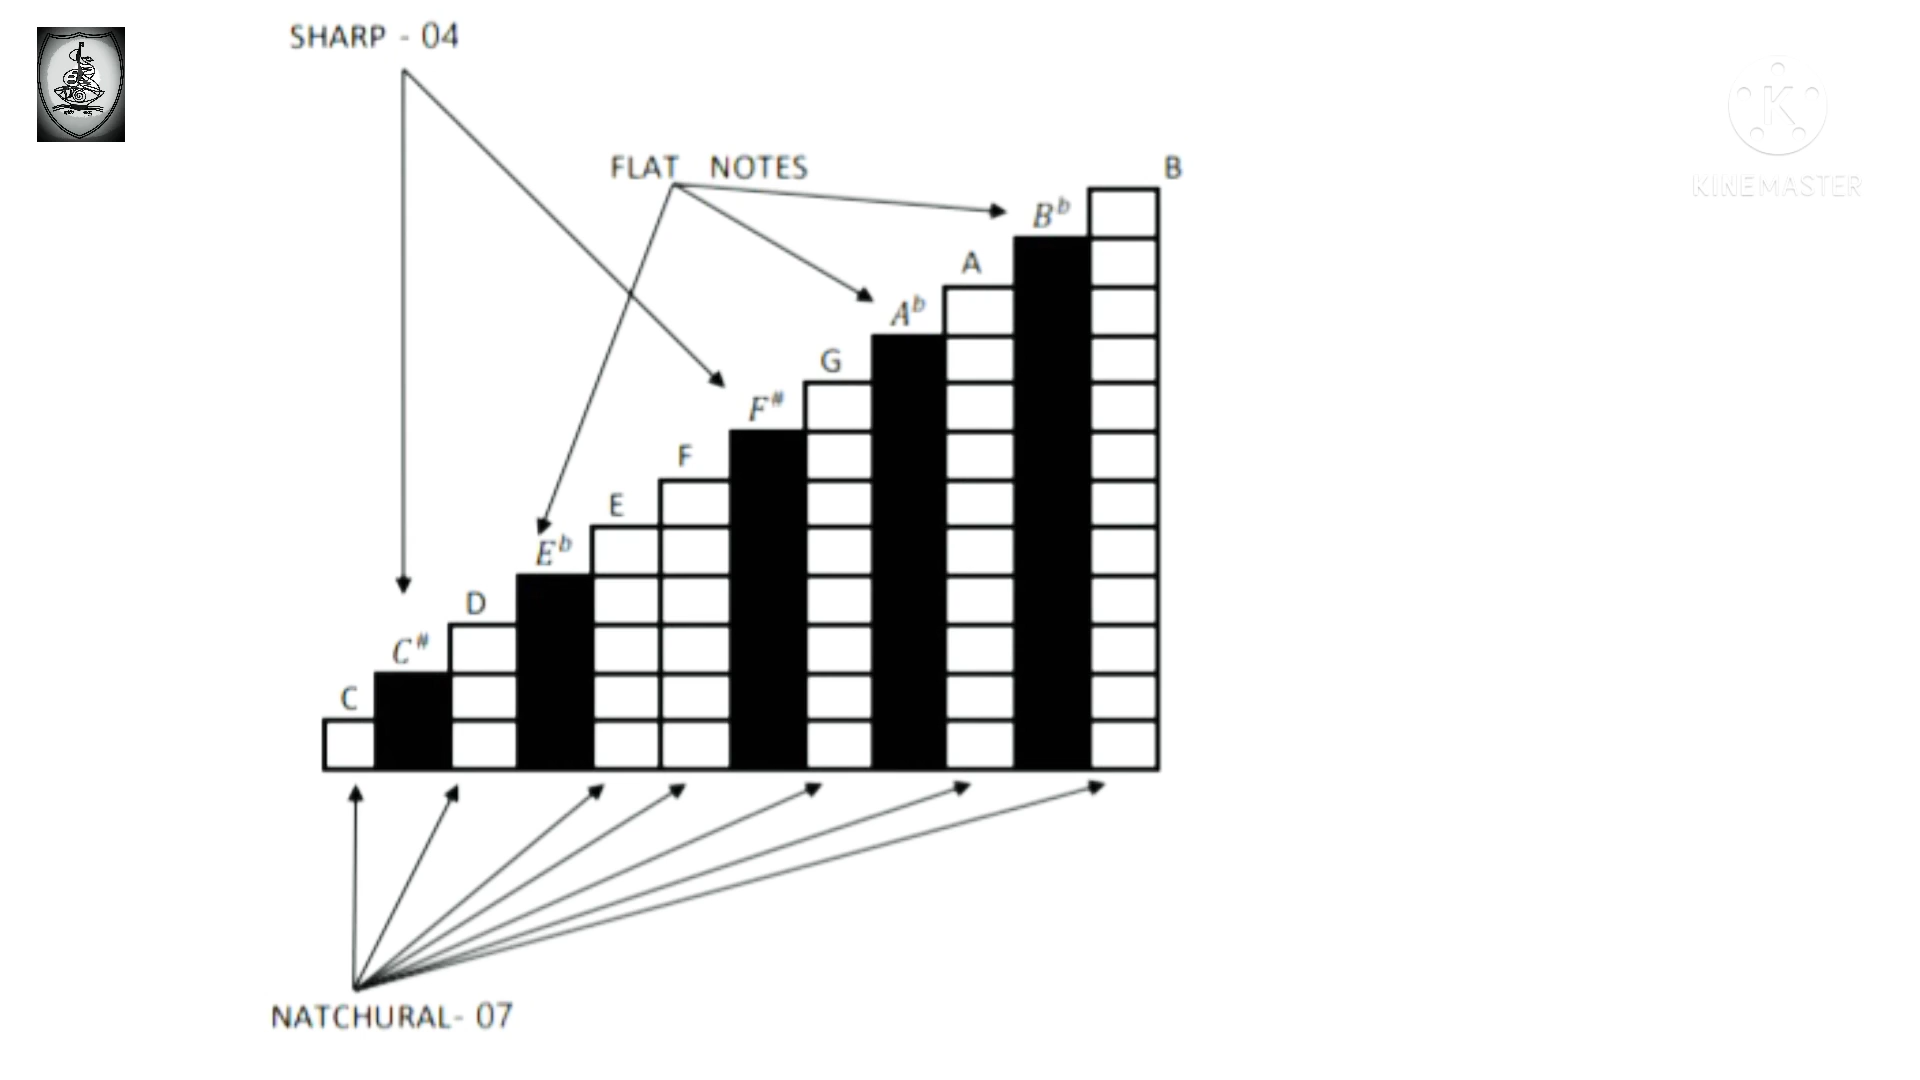 SHARP - 04
FLAT NOTES
B
B♭
A
A♭
G
F#
F
E
E♭
D
C#
C
NATCHURAL- 07
K
KINEMASTER